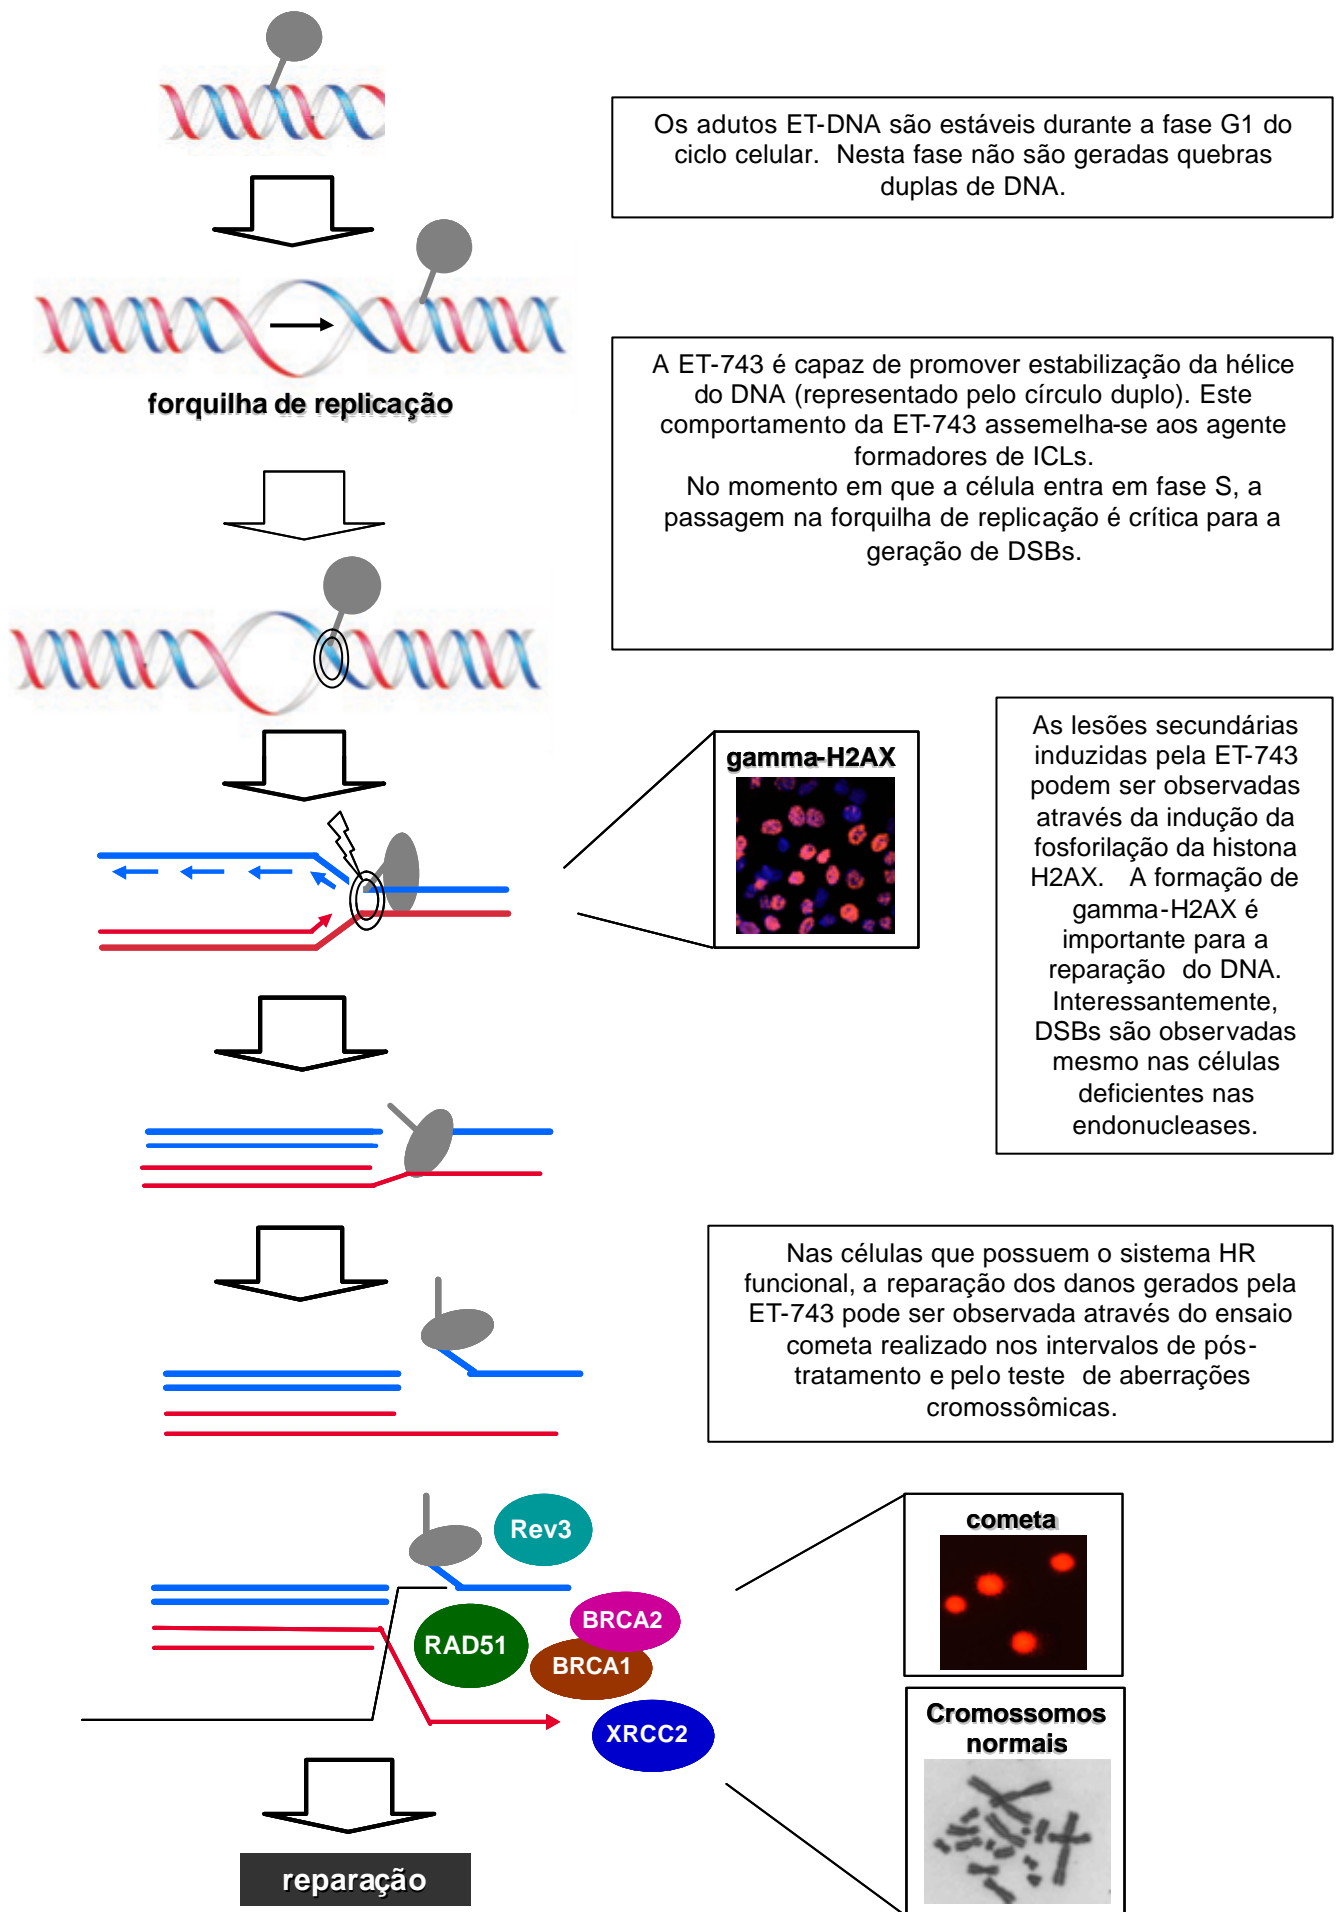 Os adutos ET-DNA são estáveis durante a fase G1 do
ciclo celular. Nesta fase não são geradas quebras
duplas de DNA.
forquilha de replicação
A ET-743 é capaz de promover estabilização da hélice
do DNA (representado pelo círculo duplo). Este
comportamento da ET-743 assemelha-se aos agente
formadores de ICLs.
No momento em que a célula entra em fase S, a
passagem na forquilha de replicação é crítica para a
geração de DSBs.
gamma-H2AX
As lesões secundárias
induzidas pela ET-743
podem ser observadas
através da indução da
fosforilação da histona
H2AX. A formação de
gamma-H2AX é
importante para a
reparação do DNA.
Interessantemente,
DSBs são observadas
mesmo nas células
deficientes nas
endonucleases.
Nas células que possuem o sistema HR
funcional, a reparação dos danos gerados pela
ET-743 pode ser observada através do ensaio
cometa realizado nos intervalos de pós-
tratamento e pelo teste de aberrações
cromossômicas.
Rev3
BRCA2
RAD51
BRCA1
XRCC2
cometa
Cromossomos
normais
reparação